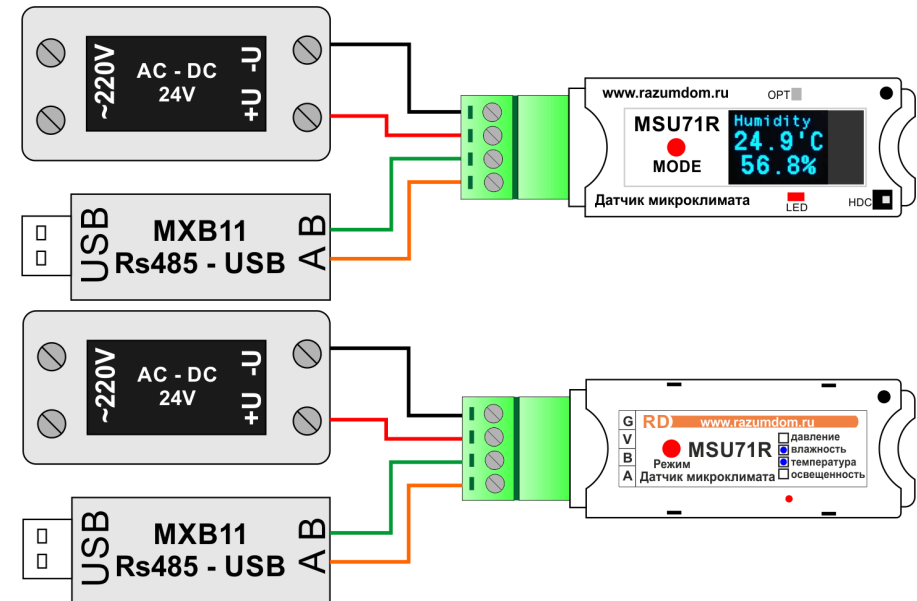 ~220V
AC - DC
24V
-U
+U
USB
MXB11
Rs485 - USB
B
A
www.razumdom.ru
OPT
MSU71R
MODE
Humidity
24.9'C
56.8%
Датчик микроклимата
LED
HDC
~220V
AC - DC
24V
-U
+U
USB
MXB11
Rs485 - USB
B
A
G
V
B
A
RD
www.razumdom.ru
MSU71R
Режим
Датчик микроклимата
давление
влажность
температура
освещенность